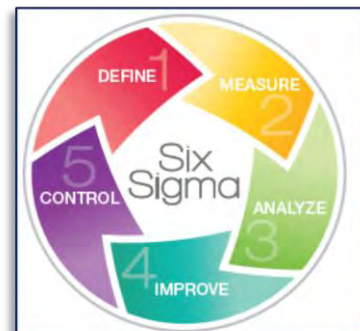 Six
Sigma
1
DEFINE
2
MEASURE
3
ANALYZE
4
IMPROVE
5
CONTROL